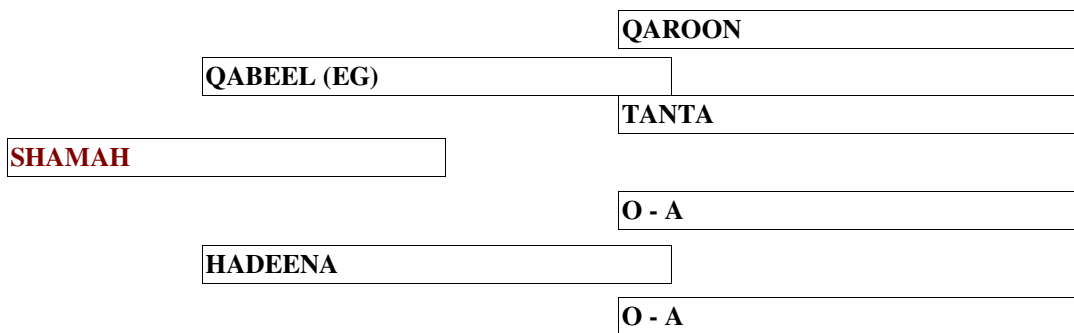 QAROON
QABEEL (EG)
TANTA
SHAMAH
O - A
HADEENA
O - A